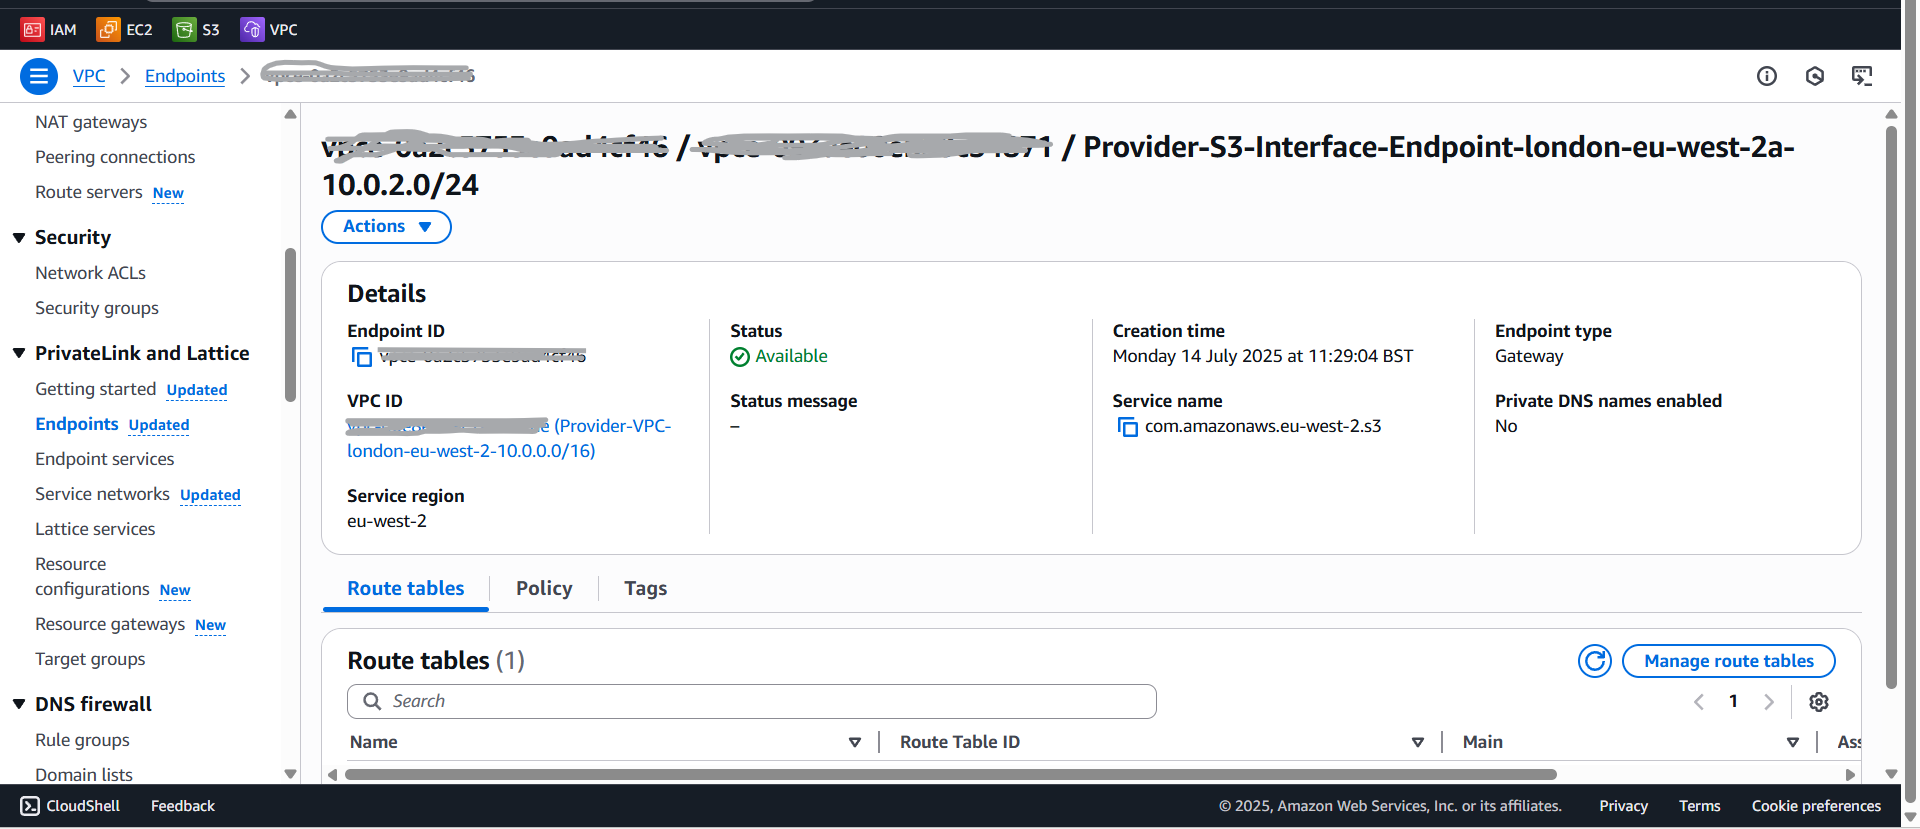 IAM EC2 S3 VPC
VPC Endpoints
NAT gateways
Peering connections
Route servers New
Security
Network ACLs
Security groups
PrivateLink and Lattice
Getting started Updated
Endpoints Updated
Endpoint services
Service networks Updated
Lattice services
Resource
configurations New
Resource gateways New
Target groups
DNS firewall
Rule groups
Domain lists
/ / Provider-S3-Interface-Endpoint-london-eu-west-2a-
10.0.2.0/24
Actions
Details
Endpoint ID
Status
Available
Creation time
Monday 14 July 2025 at 11:29:04 BST
Endpoint type
Gateway
VPC ID
(Provider-VPC-
london-eu-west-2-10.0.0.0/16)
Status message
–
Service name
com.amazonaws.eu-west-2.s3
Private DNS names enabled
No
Service region
eu-west-2
Route tables Policy Tags
Route tables (1)
Manage route tables
Search
1
Name Route Table ID Main Ass
CloudShell Feedback © 2025, Amazon Web Services, Inc. or its affiliates. Privacy Terms Cookie preferences